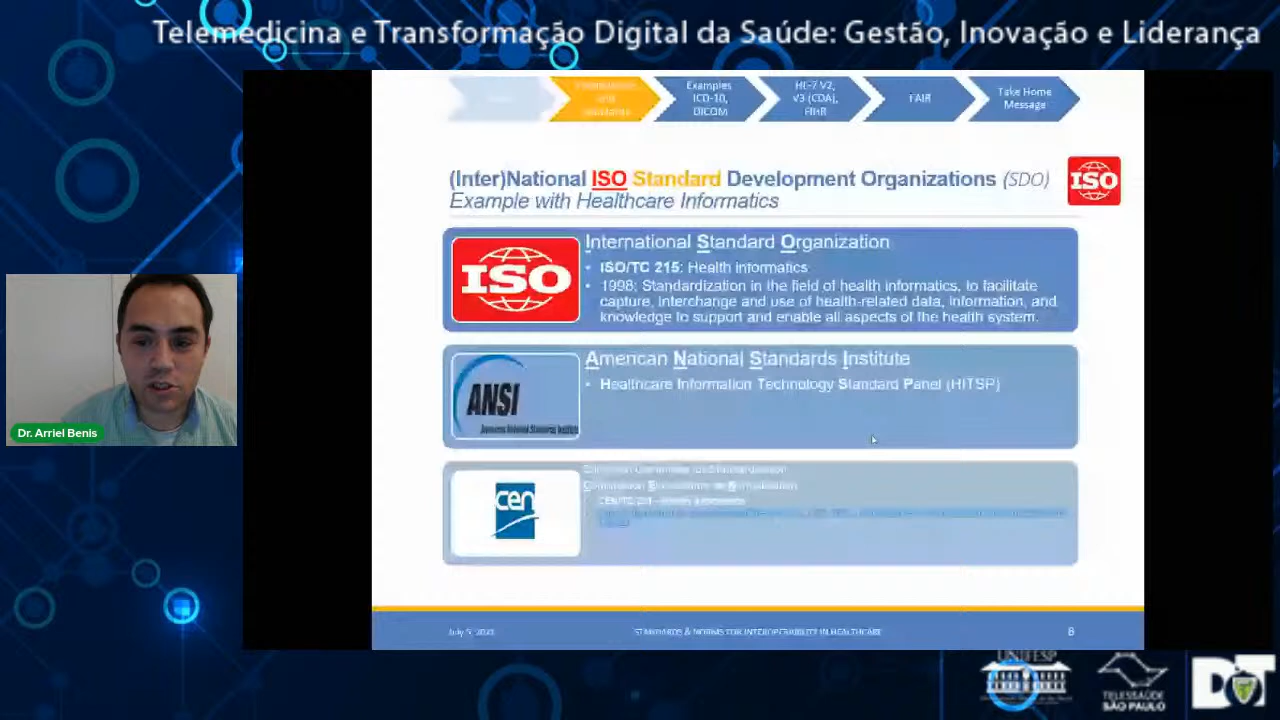 Telemedicina e Transformação Digital da Saúde: Gestão, Inovação e Liderança
Examples
ICD-10,
DICOM
HL-7 V2,
V3 (CDA),
FIHR
FAIR
Take Home
Message
(Inter)National ISO Standard Development Organizations (SDO)
Example with Healthcare Informatics
ISO
ISO
International Standard Organization
• ISO/TC 215: Health informatics
• 1998: Standardization in the field of health informatics, to facilitate
capture, interchange and use of health-related data, information, and
knowledge to support and enable all aspects of the health system.
ANSI
American National Standards Institute
American National Standards Institute
• Healthcare Information Technology Standard Panel (HITSP)
cen
Dr. Arriel Benis
STANDARDS & NORMS FOR INTEROPERABILITY IN HEALTHCARE
8
UNIFESP
TELESSAÚDE
SÃO PAULO